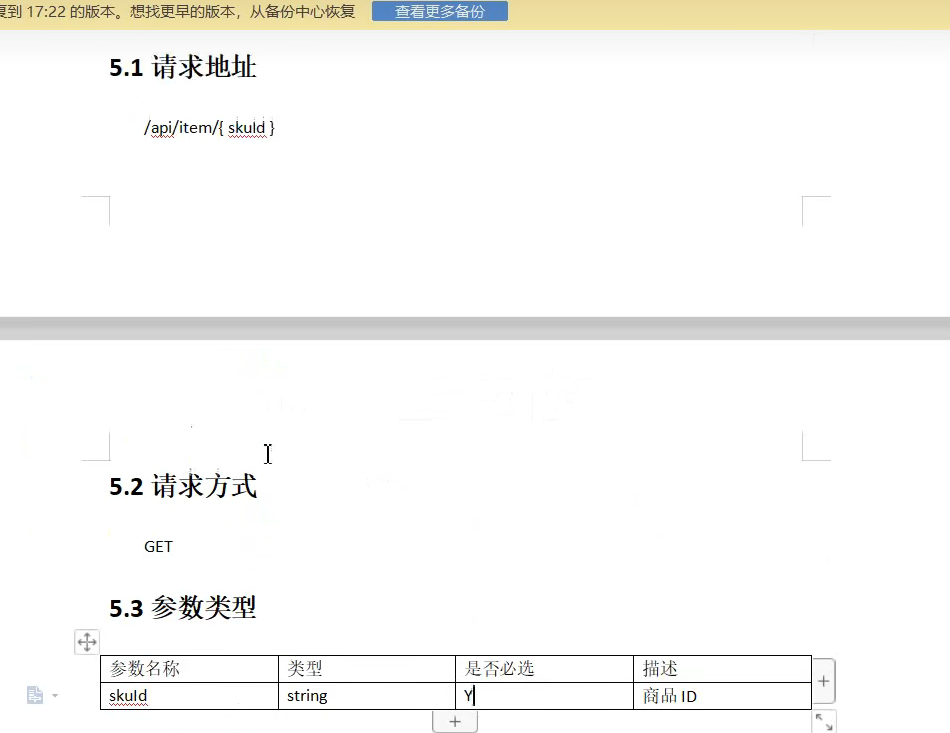 复到 17:22 的版本。想找更早的版本，从备份中心恢复 查看更多备份
5.1 请求地址
/api/item/{ skuId }
5.2 请求方式
GET
5.3 参数类型
参数名称 类型 是否必选 描述
skuId string Y 商品 ID